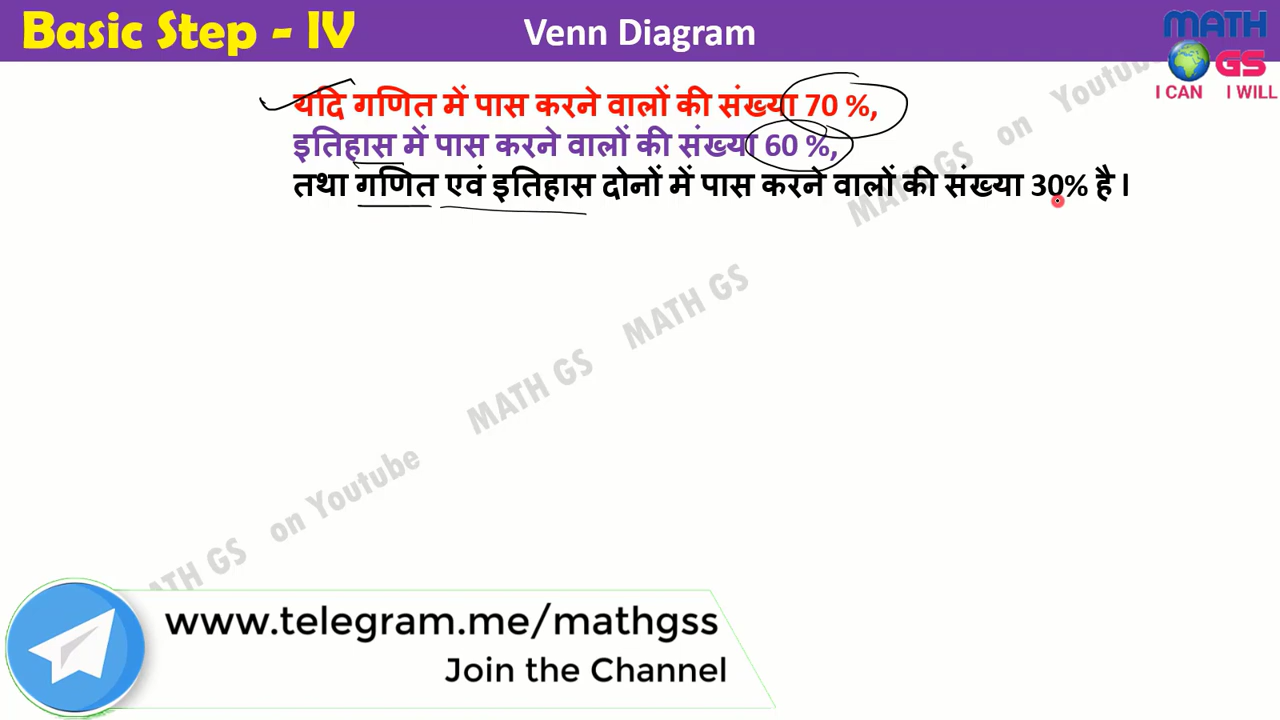 Basic Step - IV
Venn Diagram
MATH
GS
I CAN I WILL
यदि गणित में पास करने वालों की संख्या 70 %,
इतिहास में पास करने वालों की संख्या 60 %,
तथा गणित एवं इतिहास दोनों में पास करने वालों की संख्या 30% है ।
MATH GS on Youtube
MATH GS
MATH GS
MATH GS on Youtube
www.telegram.me/mathgss
Join the Channel